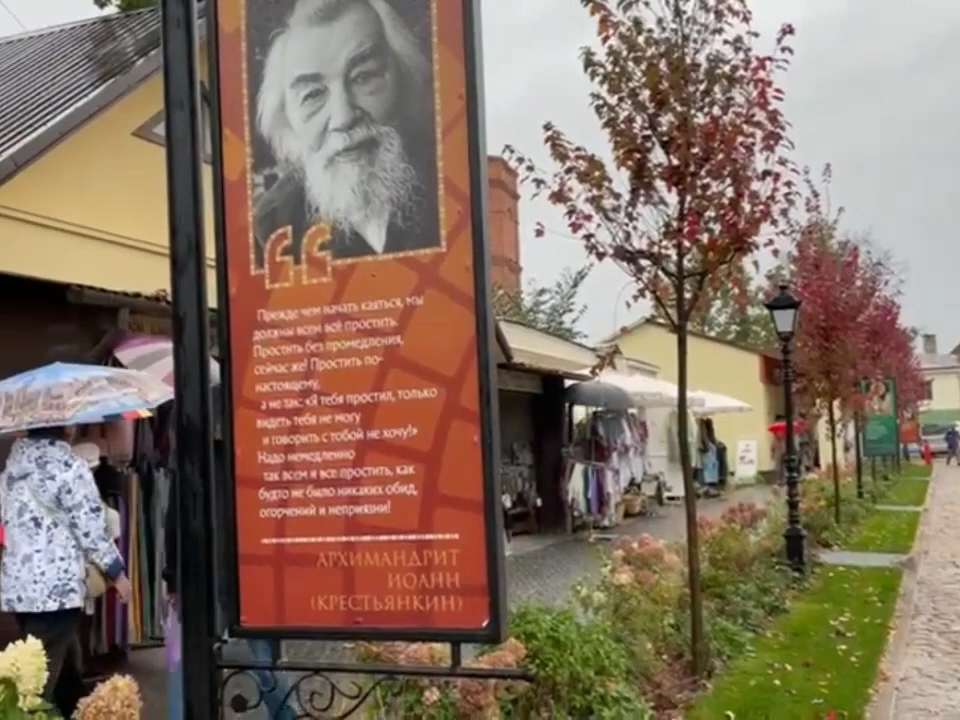 Прежде чем начать каяться, мы
должны всем всё простить.
Простить без промедления,
сейчас же! Простить по-
настоящему,
а не так: «Я тебя простил, только
видеть тебя не могу
и говорить с тобой не хочу!»
Надо немедленно
так всем и все простить, как
будто не было никаких обид,
огорчений и неприязни!
АРХИМАНДРИТ
ИОАНН
(КРЕСТЬЯНКИН)